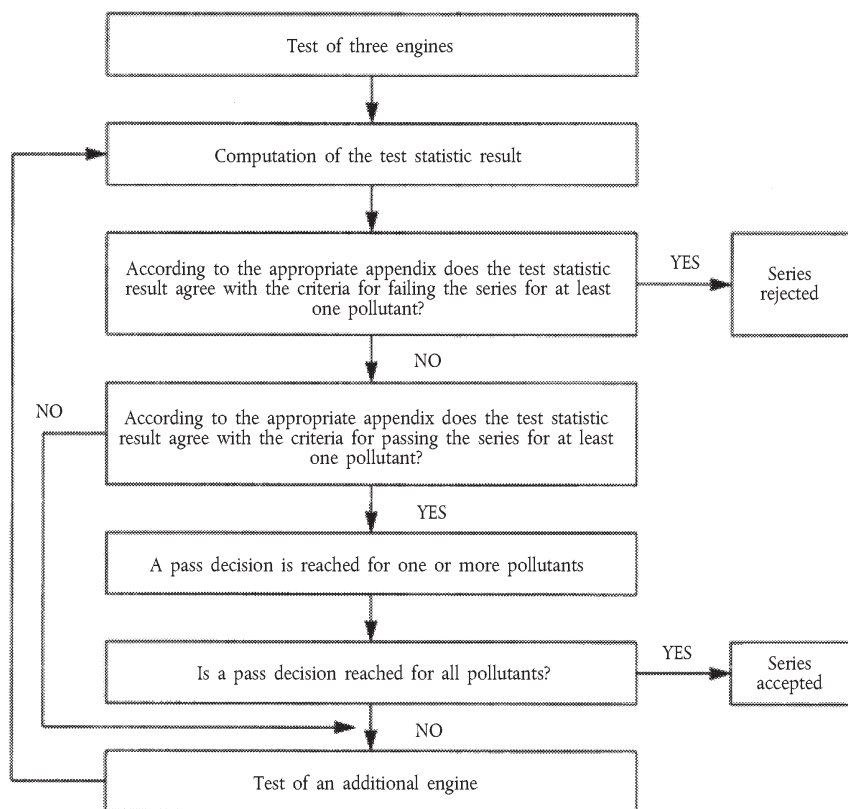 Test of three engines
Computation of the test statistic result
According to the appropriate appendix does the test statistic
result agree with the criteria for failing the series for at least
one pollutant?
YES
Series
rejected
NO
NO
According to the appropriate appendix does the test statistic
result agree with the criteria for passing the series for at least
one pollutant?
YES
A pass decision is reached for one or more pollutants
Is a pass decision reached for all pollutants?
YES
Series
accepted
NO
Test of an additional engine